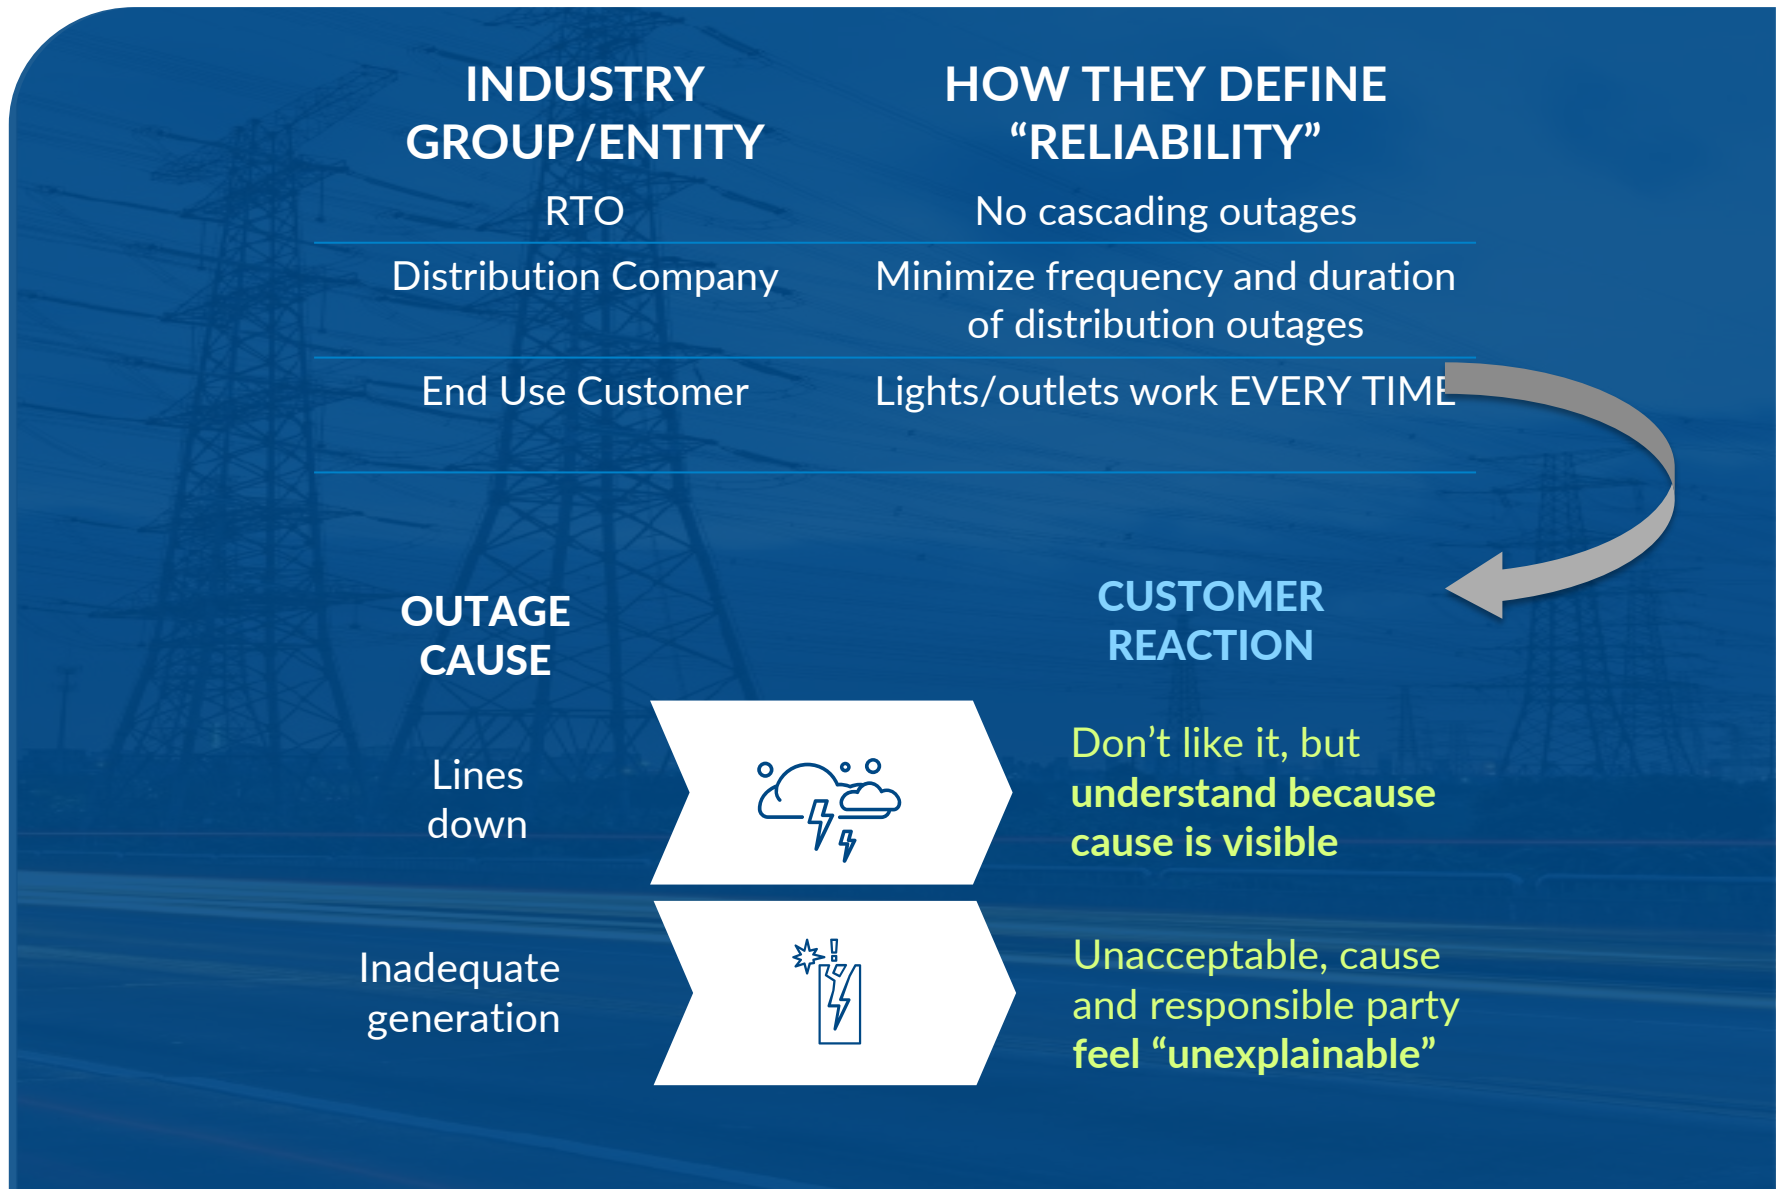 INDUSTRY
GROUP/ENTITY
HOW THEY DEFINE
“RELIABILITY”
RTO
No cascading outages
Distribution Company
Minimize frequency and duration
of distribution outages
End Use Customer
Lights/outlets work EVERY TIME
OUTAGE
CAUSE
CUSTOMER
REACTION
Lines
down
Don’t like it, but
understand because
cause is visible
Inadequate
generation
!
Unacceptable, cause
and responsible party
feel “unexplainable”